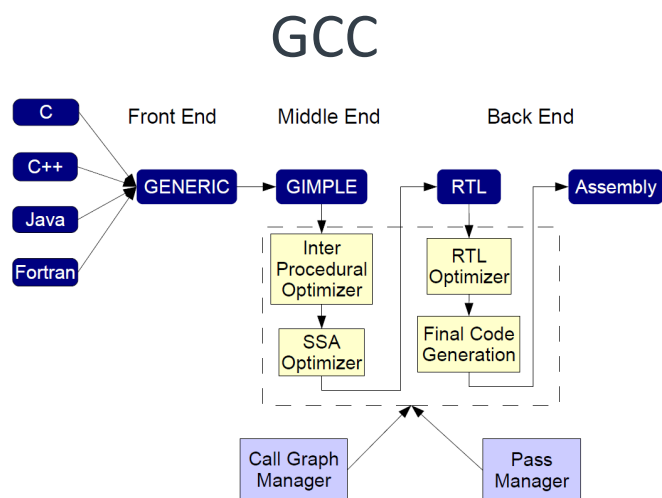 GCC
Front End
Middle End
Back End
C
C++
Java
Fortran
GENERIC
GIMPLE
RTL
Assembly
Inter
Procedural
Optimizer
SSA
Optimizer
RTL
Optimizer
Final Code
Generation
Call Graph
Manager
Pass
Manager